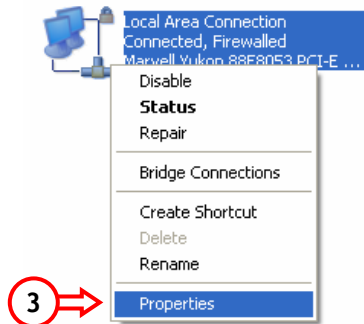 Local Area Connection
Connected, Firewalled
Marvell Yukon 88E8053 PCI-E ...
Disable
Status
Repair
Bridge Connections
Create Shortcut
Delete
Rename
3
Properties